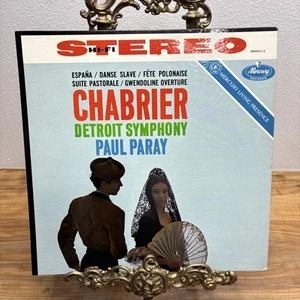 STEREO
HI-FI
ESPAÑA / DANSE SLAVE / FÊTE POLONAISE
SUITE PASTORALE / GWENDOLINE OVERTURE
CHABRIER
DETROIT SYMPHONY
PAUL PARAY
Mercury
MERCURY LIVING PRESENCE